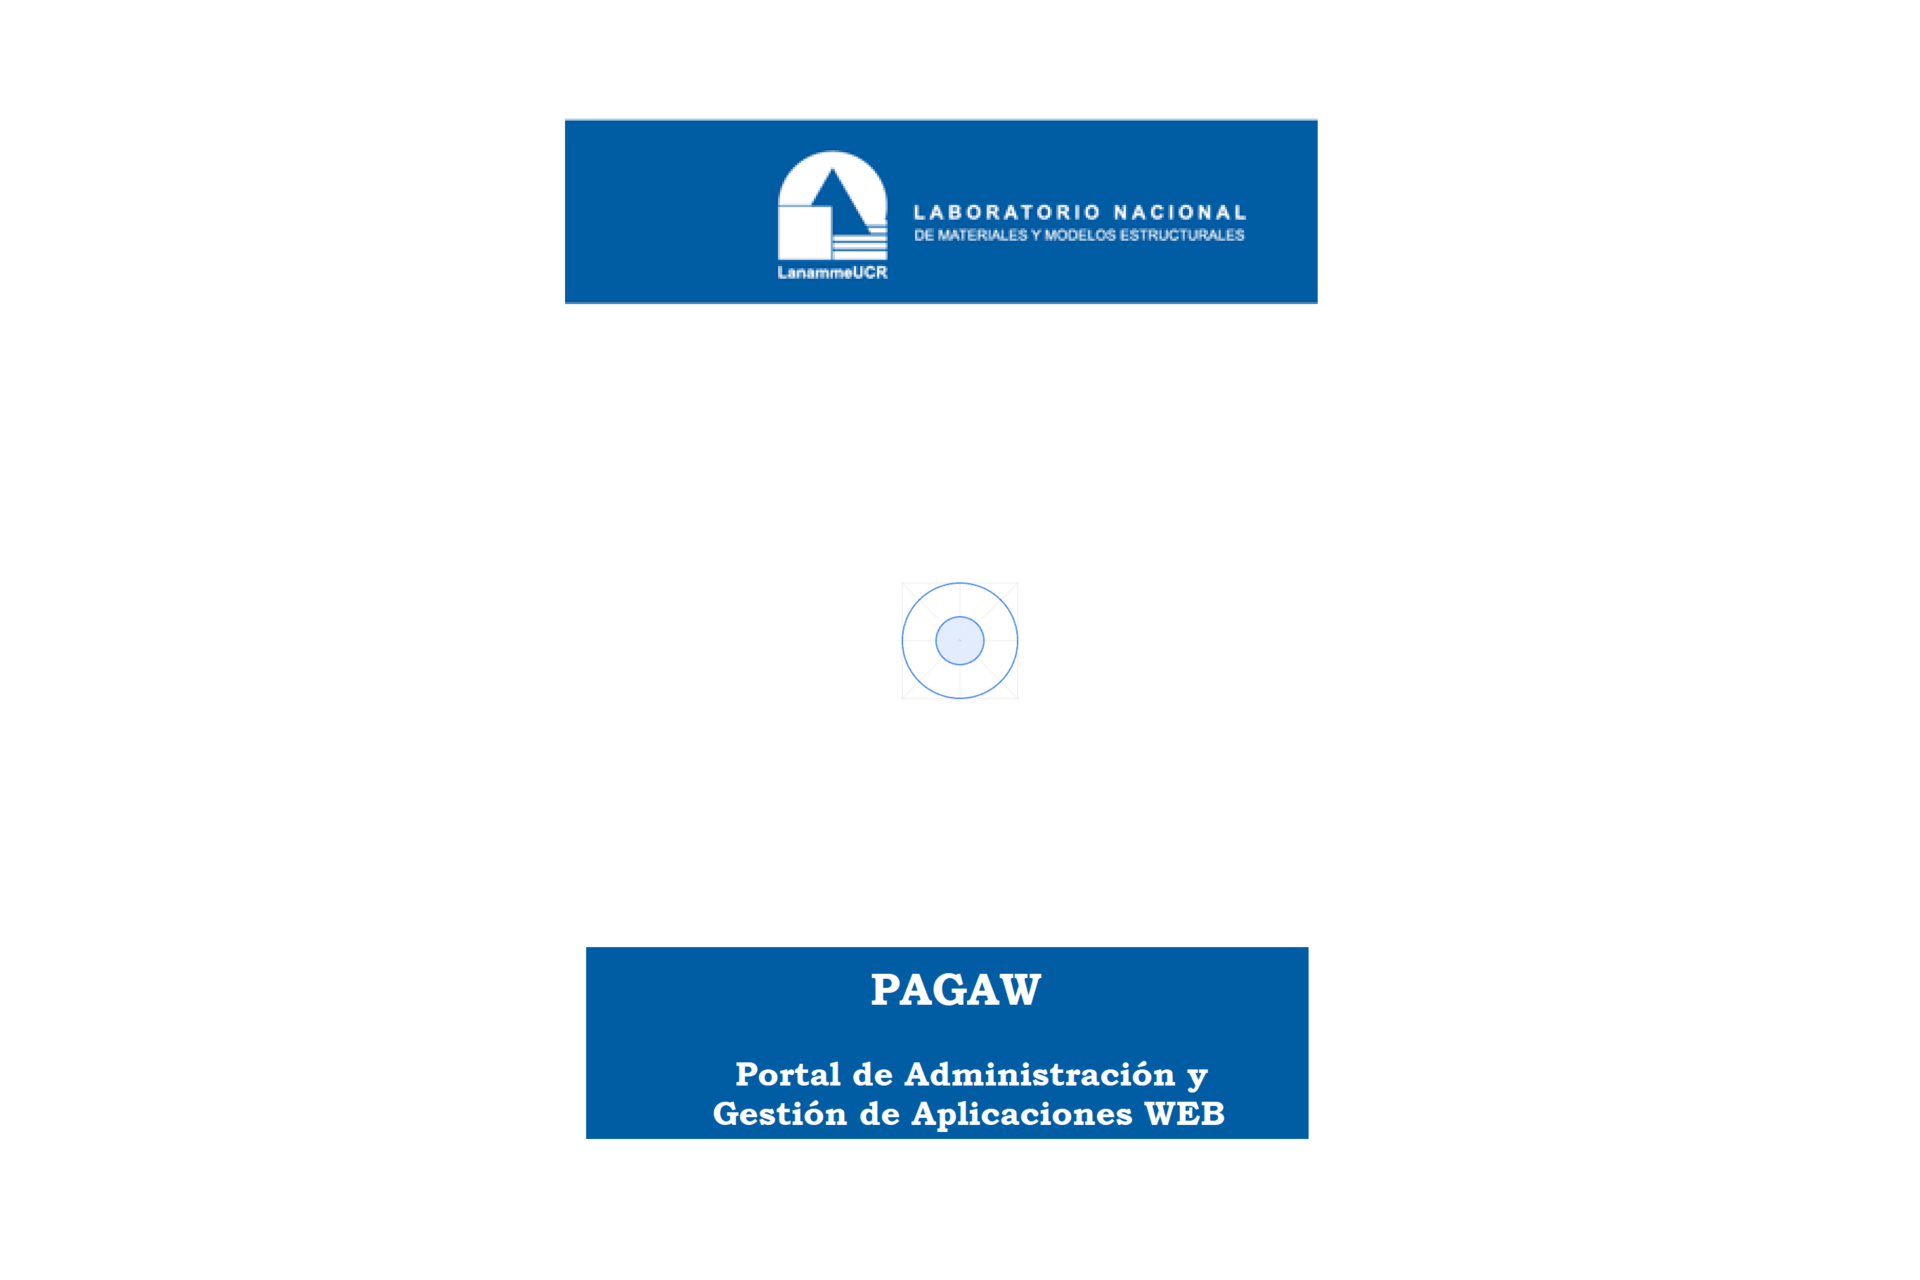 LABORATORIO NACIONAL
DE MATERIALES Y MODELOS ESTRUCTURALES
LanammeUCR
PAGAW
Portal de Administración y
Gestión de Aplicaciones WEB